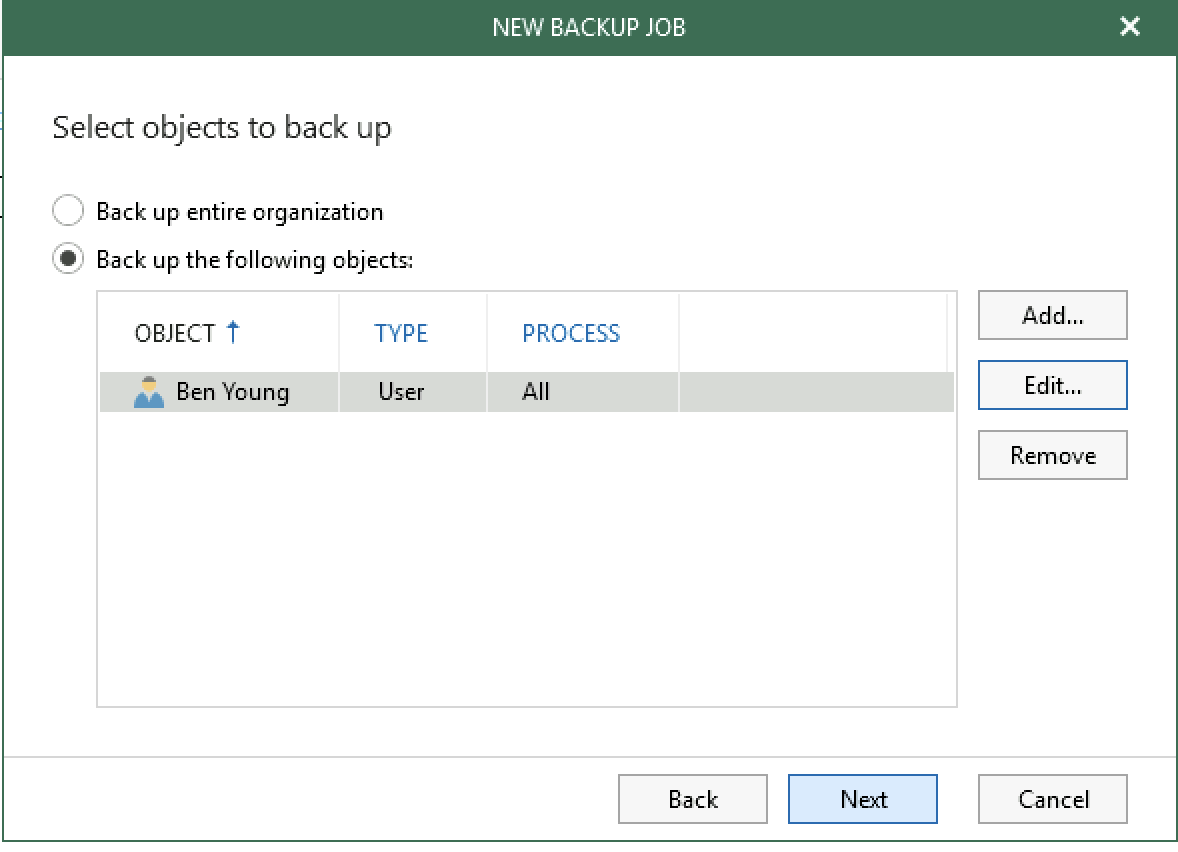 NEW BACKUP JOB
Select objects to back up
Back up entire organization
Back up the following objects:
OBJECT TYPE PROCESS
Ben Young User All
Add...
Edit...
Remove
Back Next Cancel